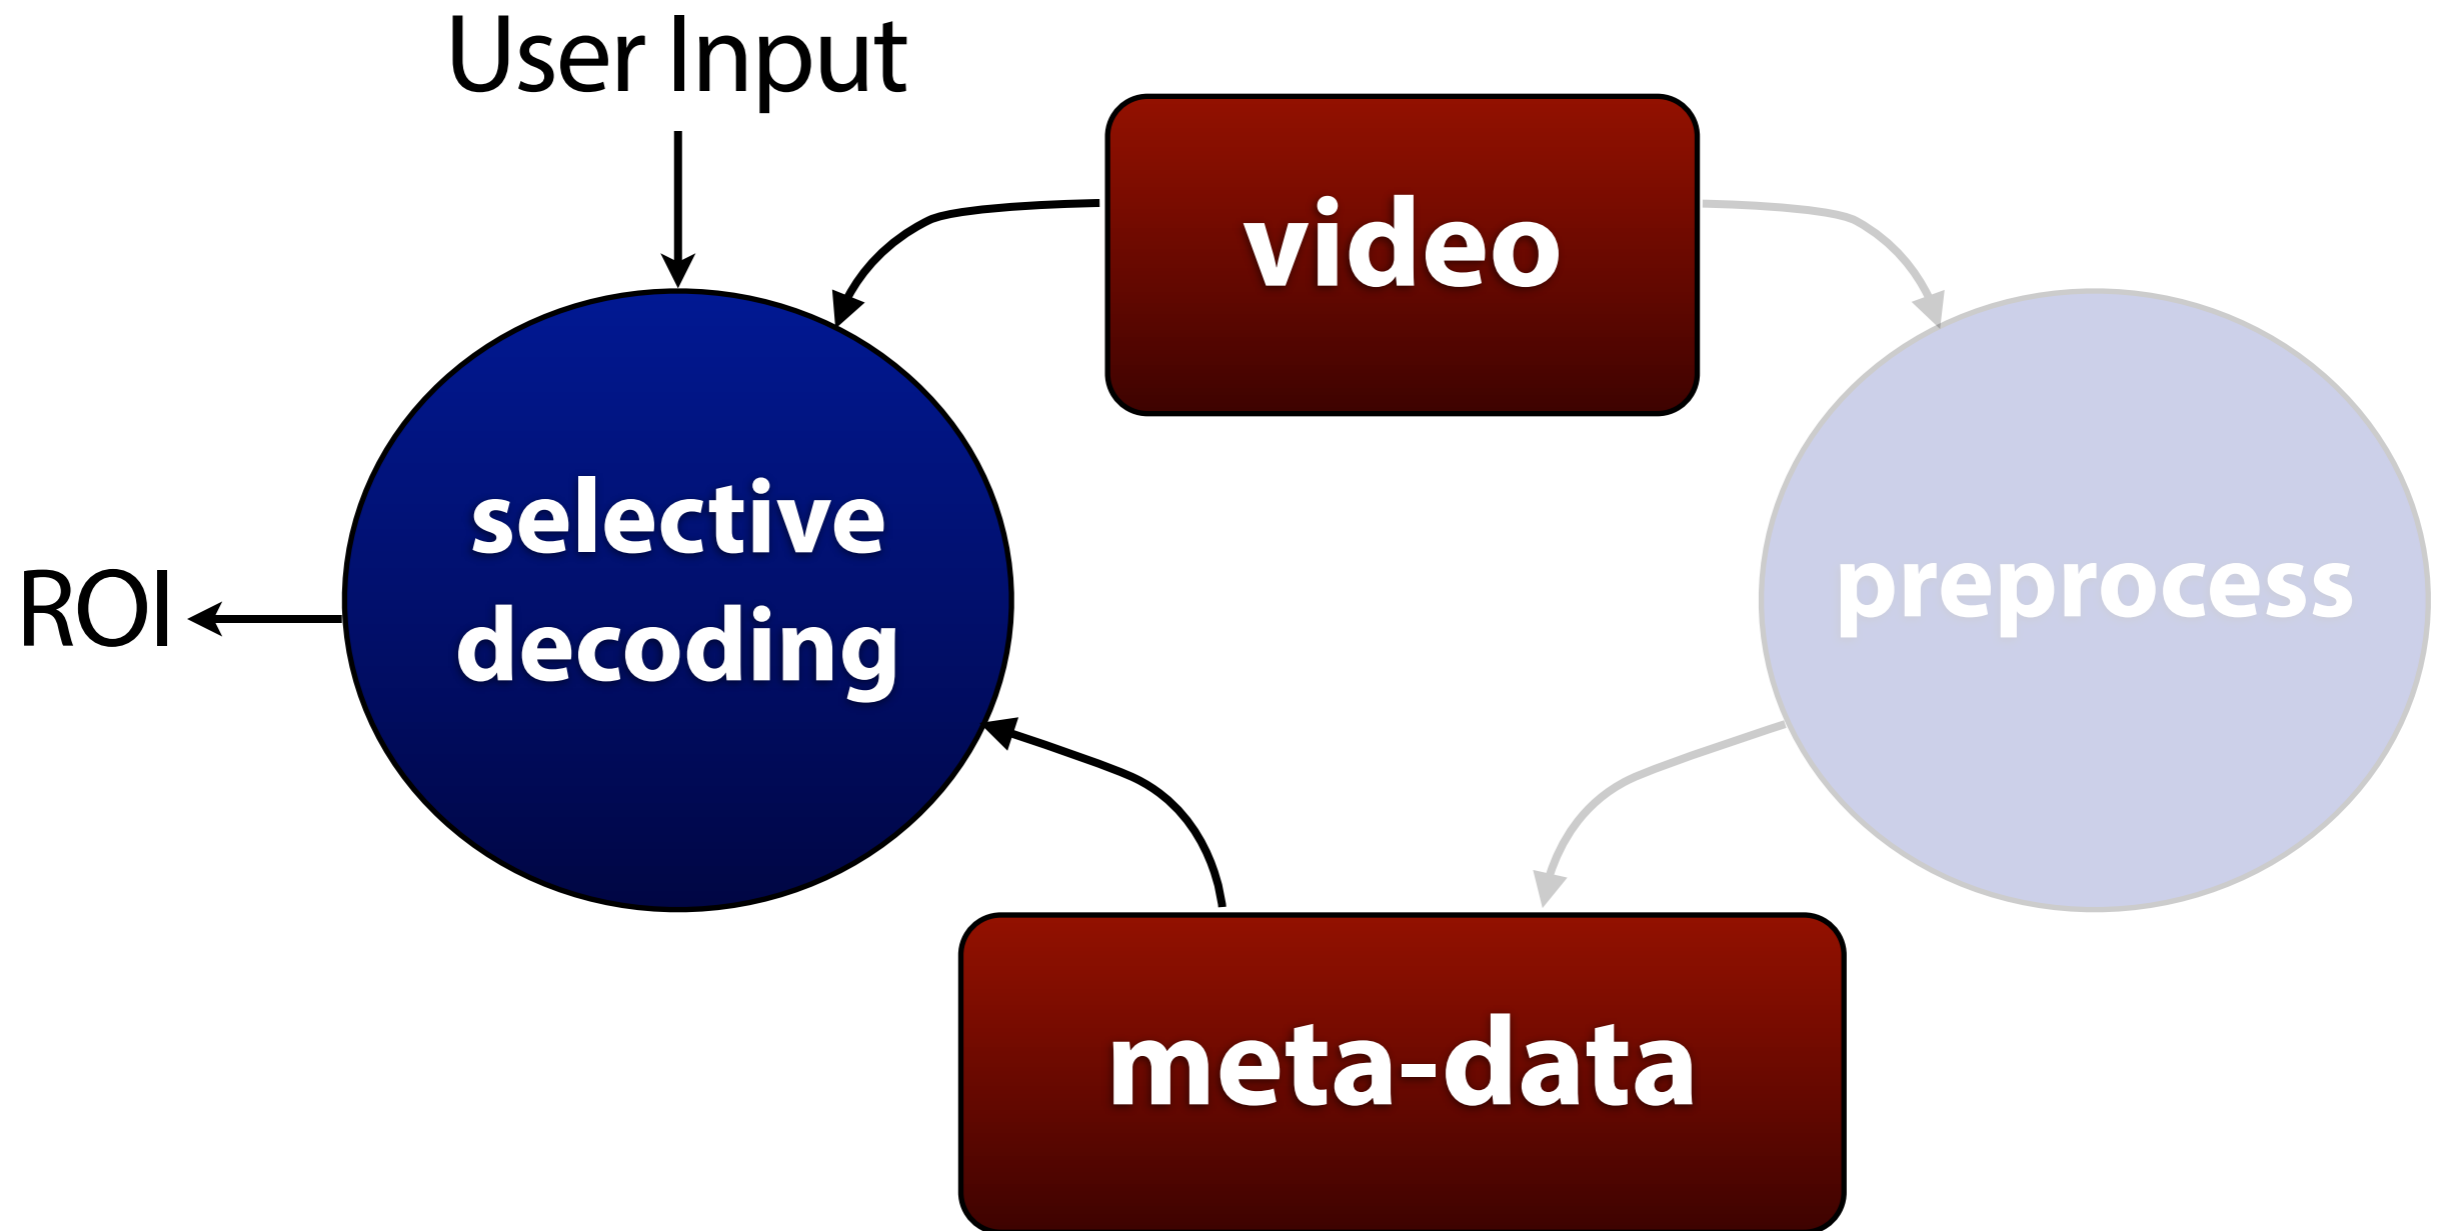 User Input
video
selective
decoding
ROI
preprocess
meta-data